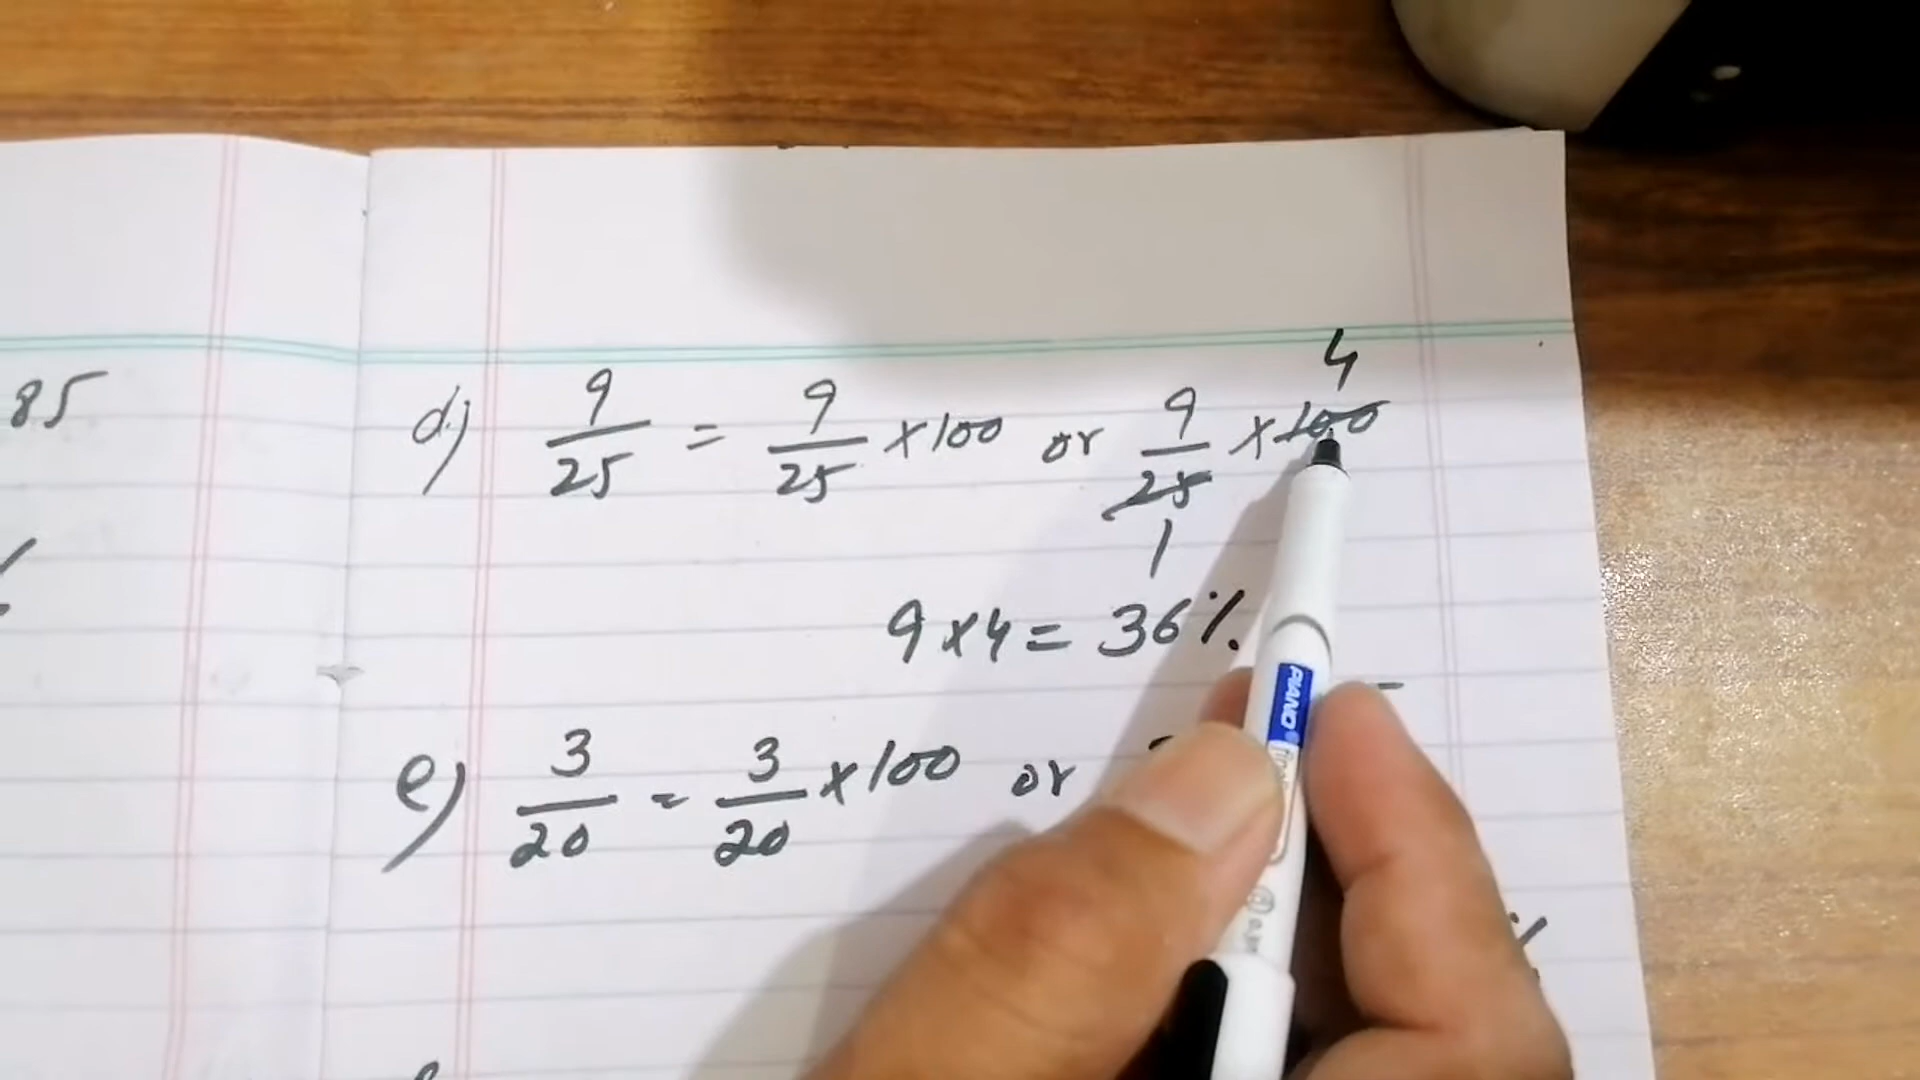 85
d) 9/25 = 9/25 × 100 or 9/25 × 100
4
1
9 × 4 = 36%
e) 3/20 = 3/20 × 100 or
PIANO